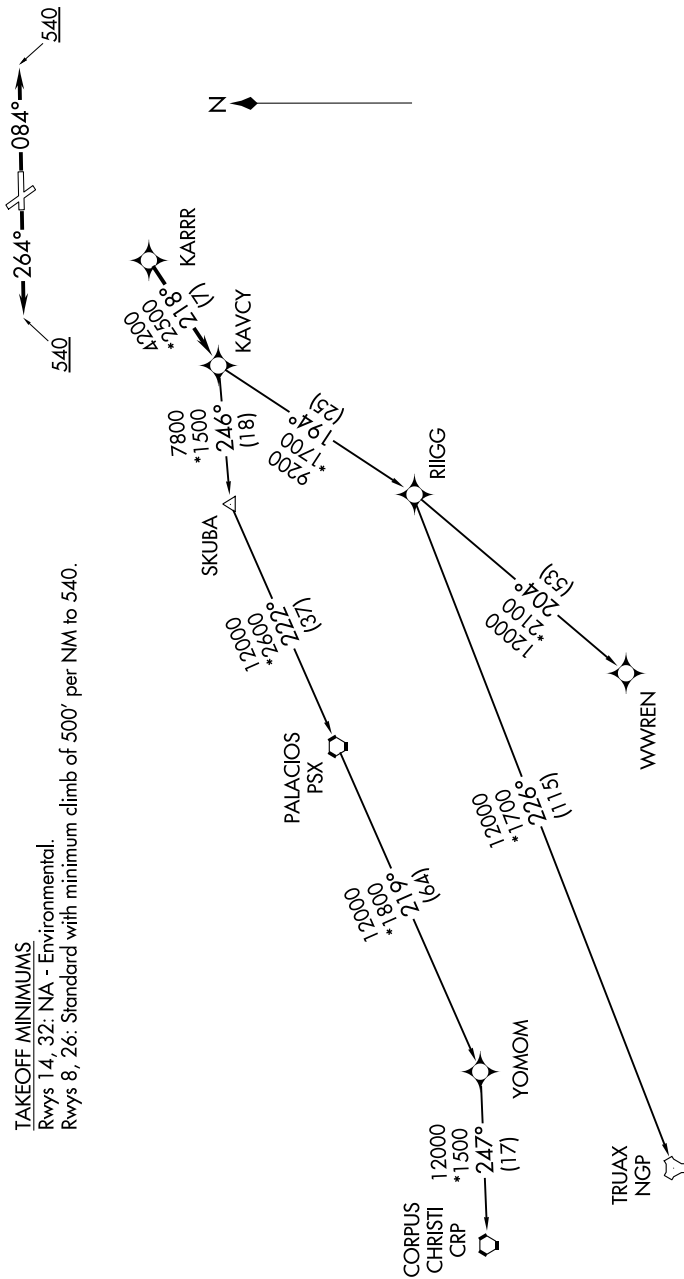 TAKEOFF MINIMUMS
Rwys 14, 32: NA - Environmental.
Rwys 8, 26: Standard with minimum climb of 500' per NM to 540.
540
264°
084°
540
N
KARRR
4200
*2500
218°
(7)
KAVCY
7800
*1500
246°
(18)
SKUBA
9200
*1700
194°
(25)
RIIGG
12000
*2600
222°
(37)
PALACIOS
PSX
12000
*2100
204°
(53)
WWREN
12000
*1700
226°
(115)
TRUAX
NGP
12000
*1800
219°
(64)
YOMOM
12000
*1500
247°
(17)
CORPUS
CHRISTI
CRP